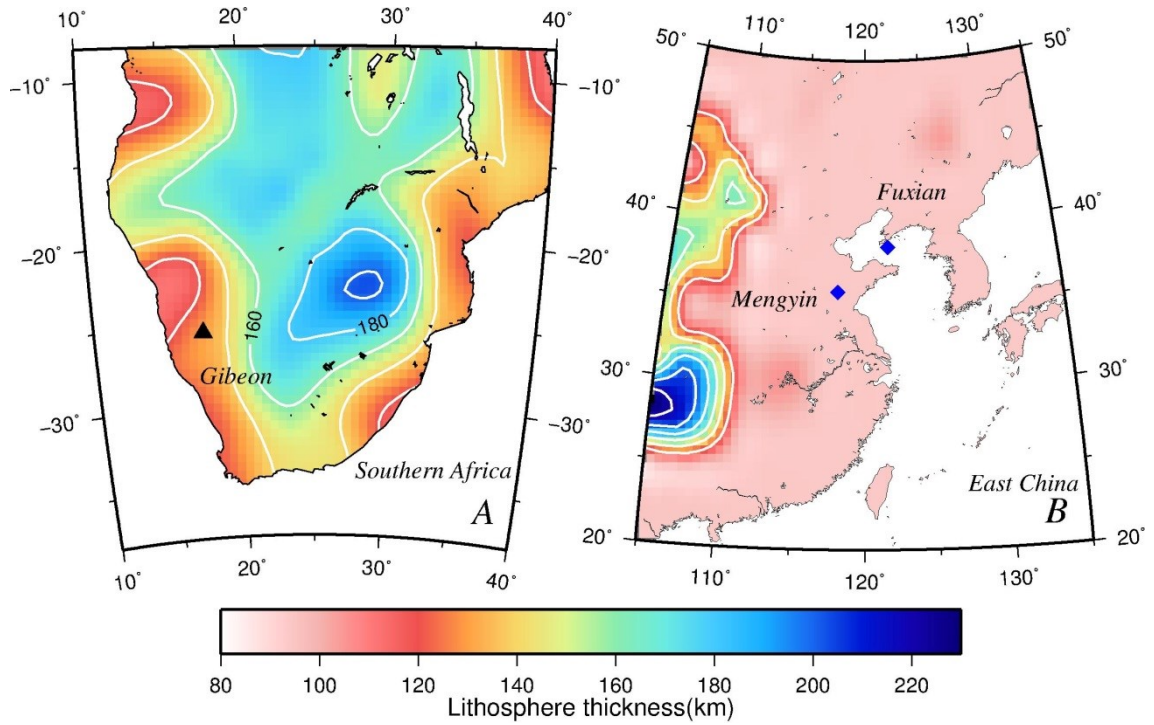 10° 20° 30° 40°
110° 120° 130°
50° 50°
−10° −10°
40° 40°
Fuxian
−20° −20°
Mengyin
160
180
Gibeon
30° 30°
−30° −30°
Southern Africa
A
East China
B
20° 20°
10° 20° 30° 40°
110° 120° 130°
80 100 120 140 160 180 200 220
Lithosphere thickness(km)